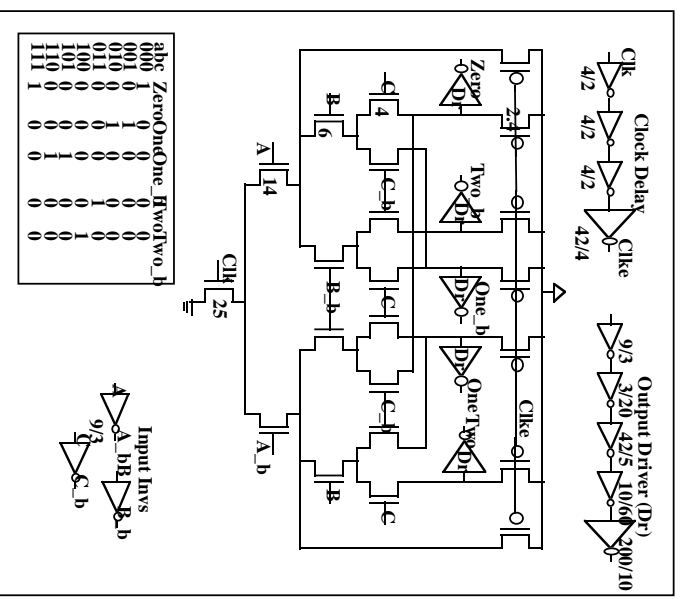 Clk
Clock Delay
4/2
4/2
4/2
42/4
Clke
Output Driver (Dr)
9/3
3/20
42/5
10/60
200/10
2.4
Clke
Zero
Dr
Two_b
Dr
One_b
Dr
One
Dr
Two
Dr
C
4
C_b
C
C_b
C
B
6
B_b
B
A
14
A_b
Clk
25
Input Invs
A
A_b
9/3
B
B_b
C
C_b
abc Zero One One_b Two Two_b
000 1 0 0 0 0
001 0 1 0 0 0
010 0 1 0 0 0
011 0 0 0 1 0
100 0 0 0 0 1
101 0 0 1 0 0
110 0 0 1 0 0
111 1 0 0 0 0